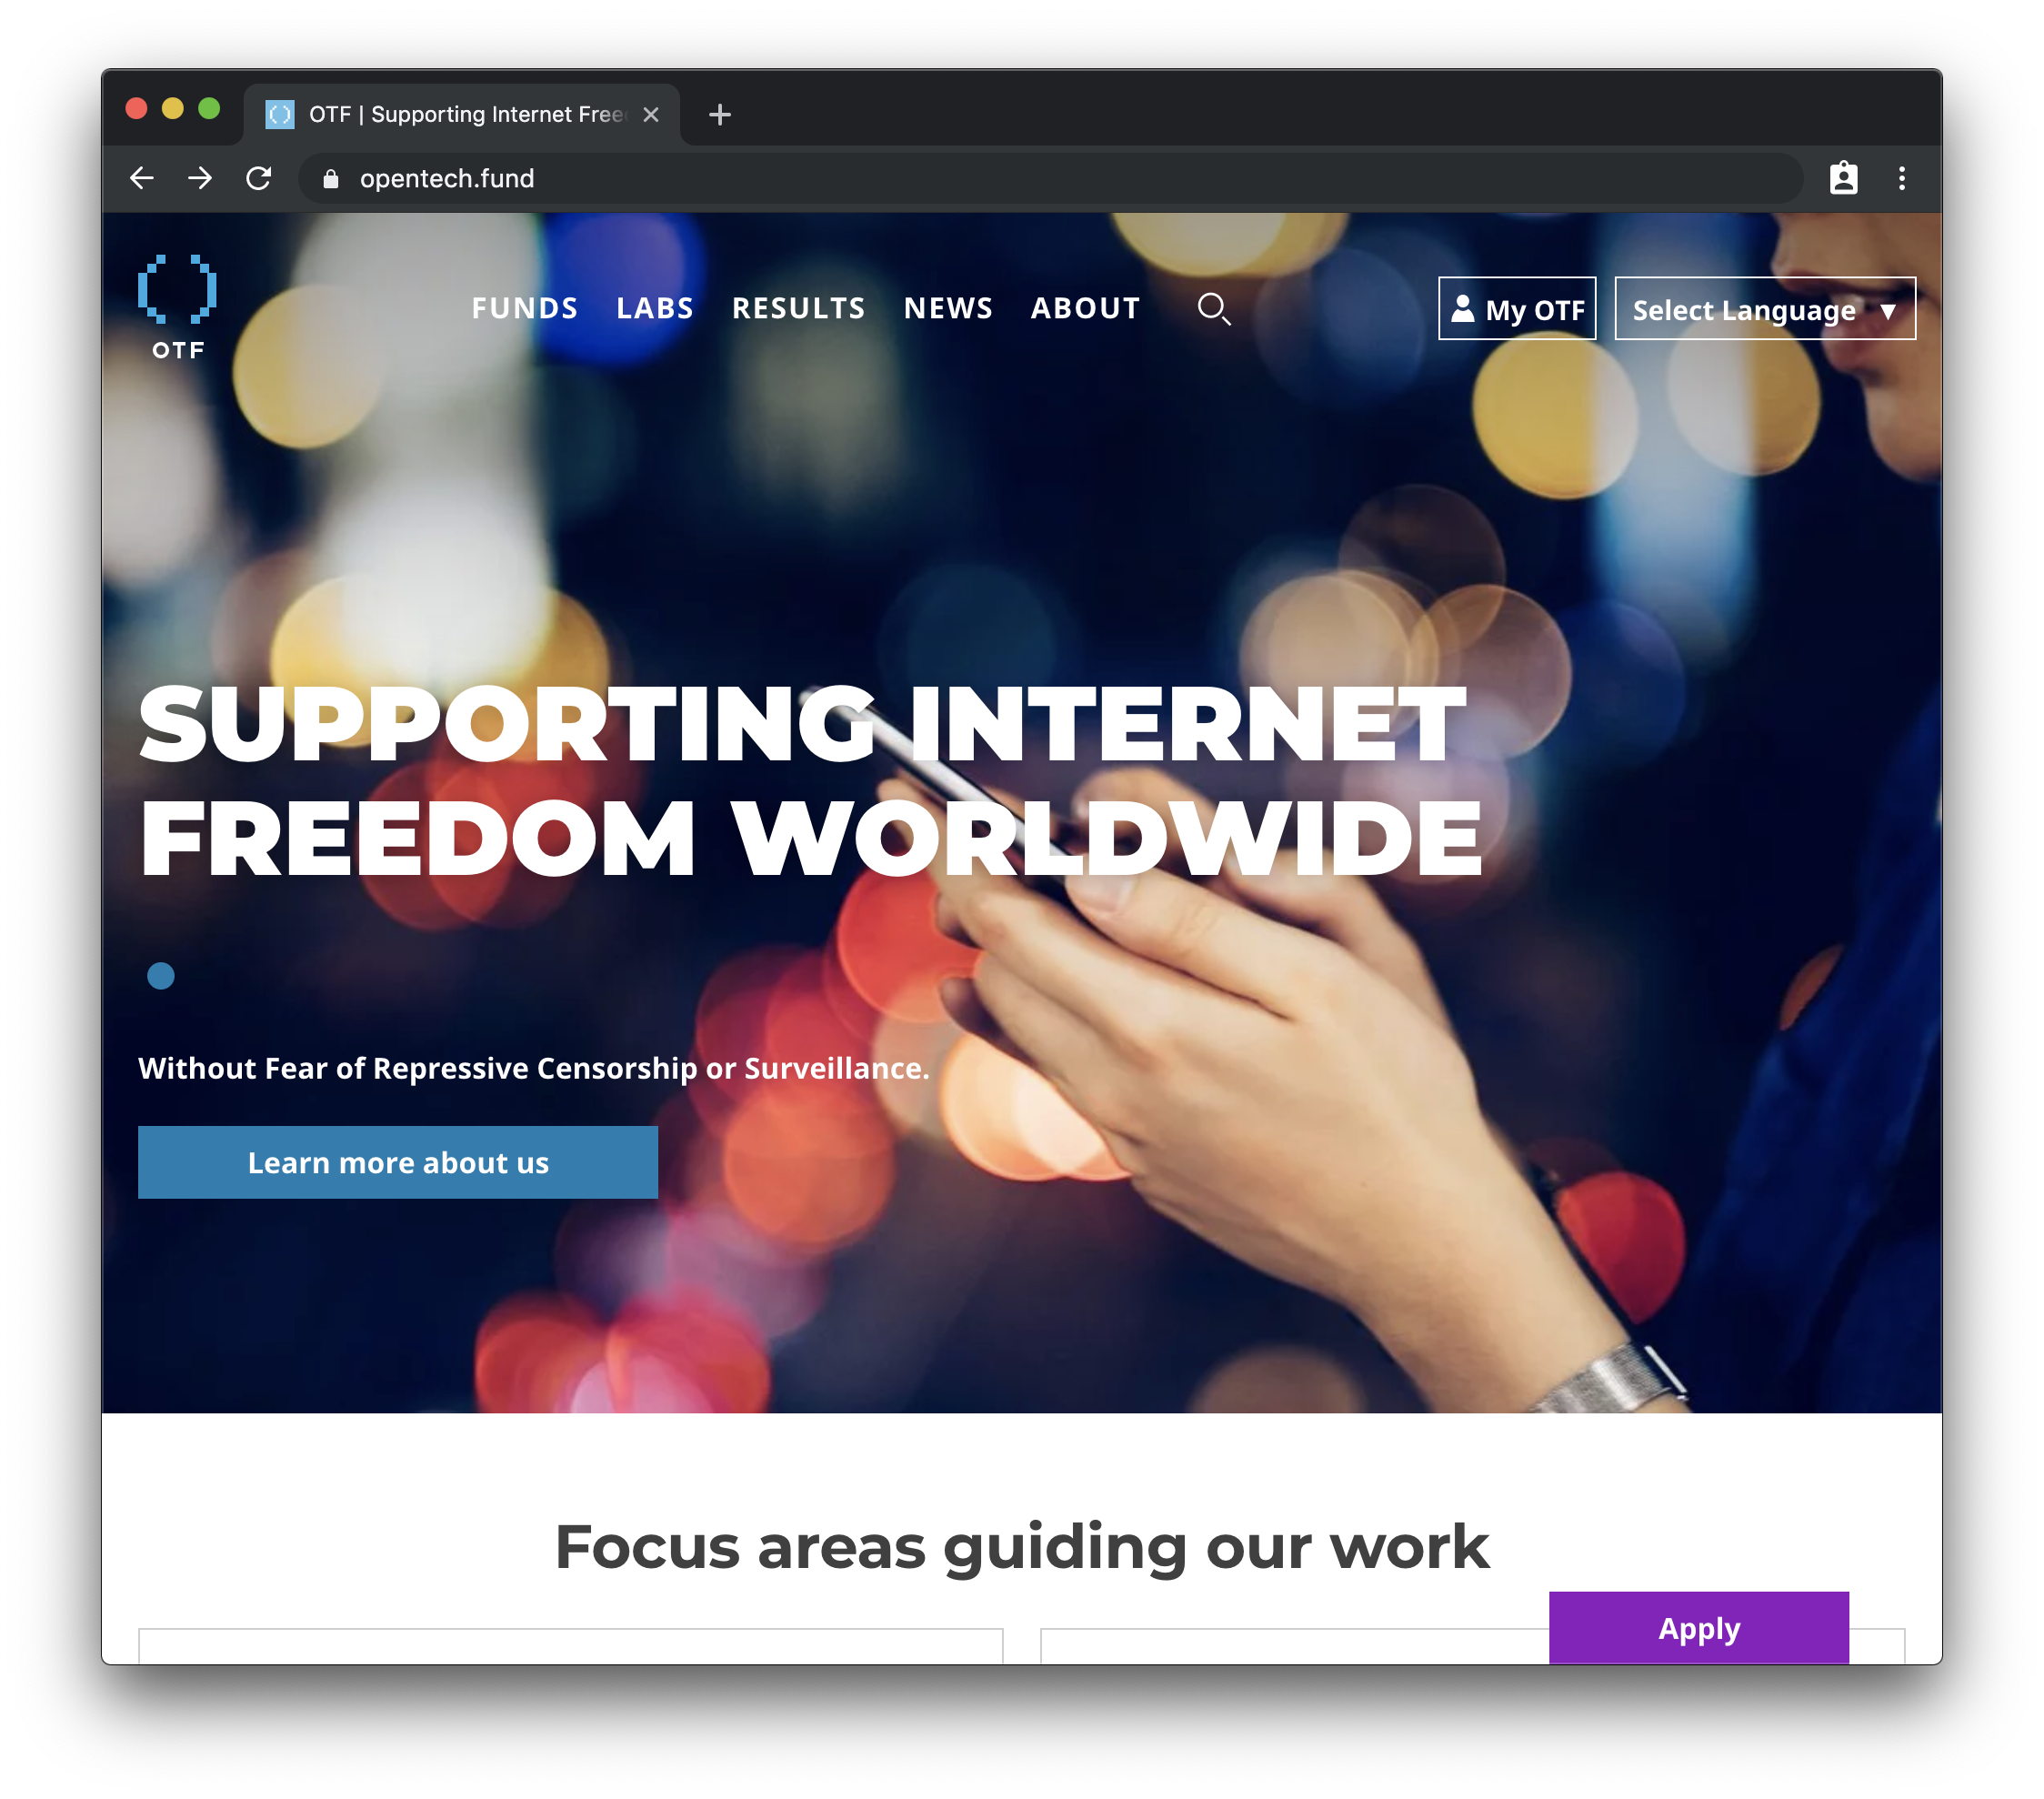 OTF | Supporting Internet Free
opentech.fund
OTF
FUNDS LABS RESULTS NEWS ABOUT
My OTF
Select Language ▼
SUPPORTING INTERNET
FREEDOM WORLDWIDE
Without Fear of Repressive Censorship or Surveillance.
Learn more about us
Focus areas guiding our work
Apply